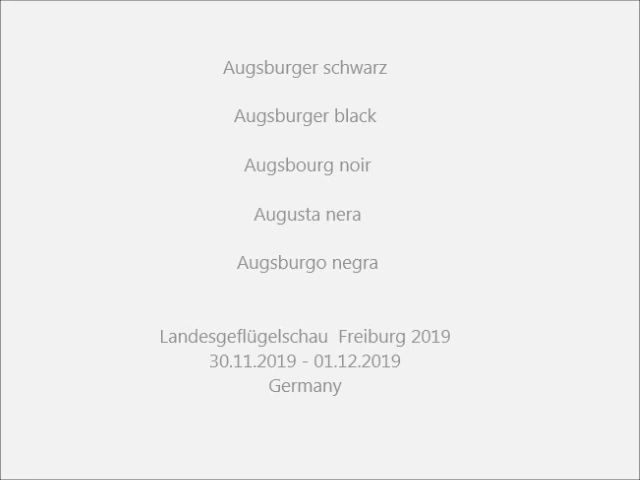 Augsburger schwarz
Augsburger black
Augsbourg noir
Augusta nera
Augsburgo negra
Landesgeflügelschau Freiburg 2019
30.11.2019 - 01.12.2019
Germany